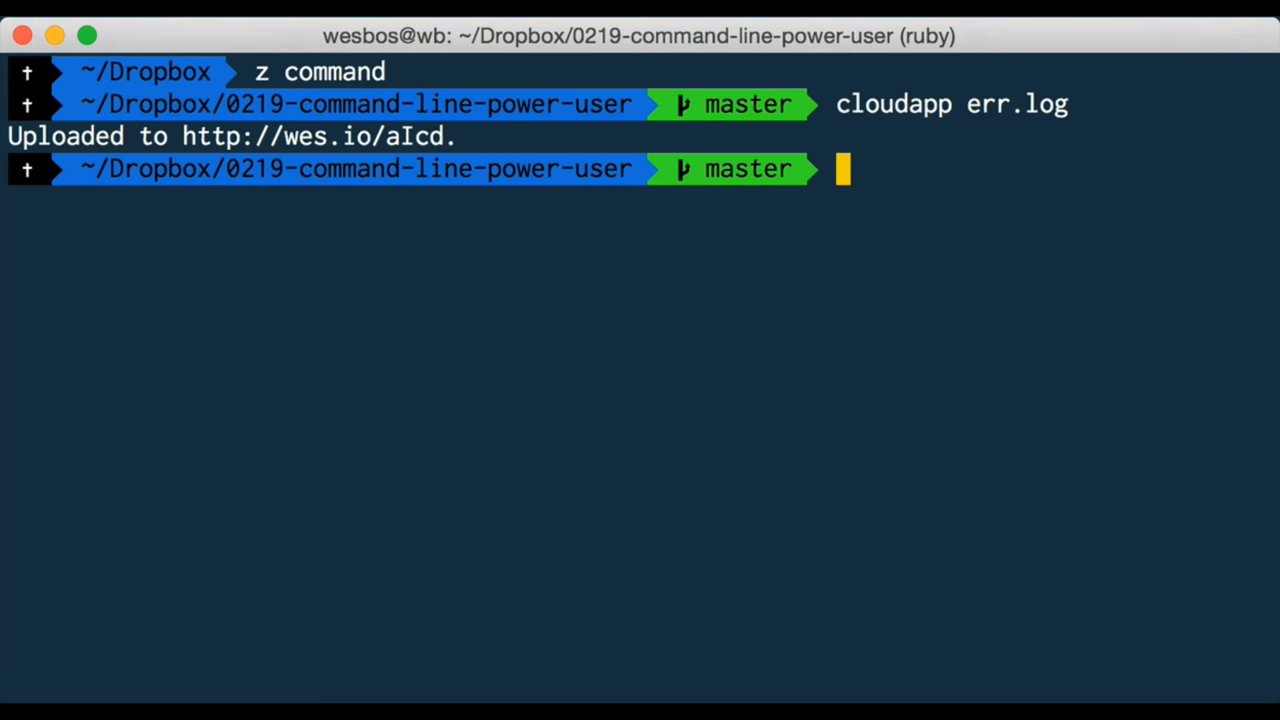 wesbos@wb: ~/Dropbox/0219-command-line-power-user (ruby)
† ~/Dropbox z command
† ~/Dropbox/0219-command-line-power-user master cloudapp err.log
Uploaded to http://wes.io/aIcd.
† ~/Dropbox/0219-command-line-power-user master